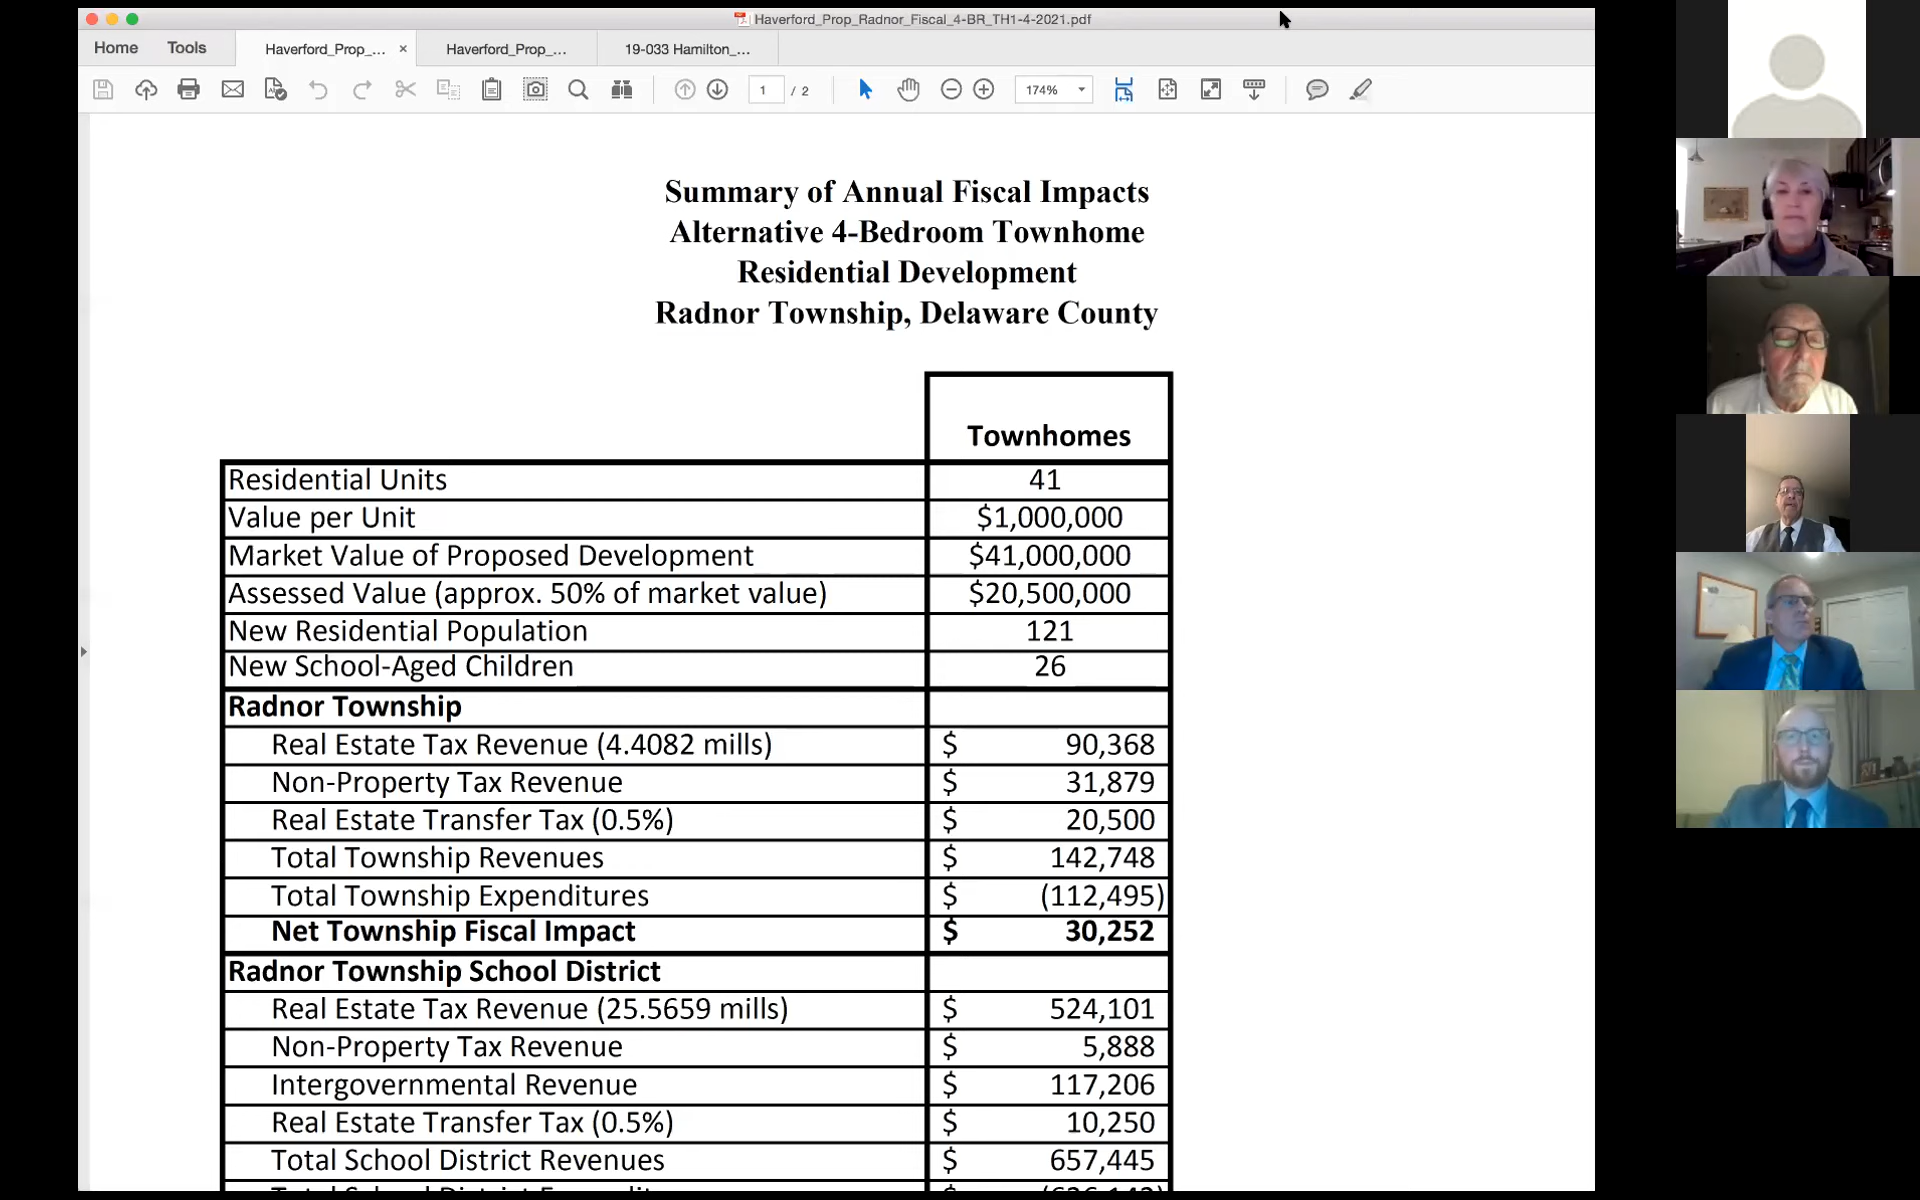 Haverford_Prop_Radnor_Fiscal_4-BR_TH1-4-2021.pdf
Home Tools Haverford_Prop_... × Haverford_Prop_... 19-033 Hamilton_...
1 / 2 174%
Summary of Annual Fiscal Impacts
Alternative 4-Bedroom Townhome
Residential Development
Radnor Township, Delaware County
Townhomes
Residential Units 41
Value per Unit $1,000,000
Market Value of Proposed Development $41,000,000
Assessed Value (approx. 50% of market value) $20,500,000
New Residential Population 121
New School-Aged Children 26
Radnor Township
Real Estate Tax Revenue (4.4082 mills) $ 90,368
Non-Property Tax Revenue $ 31,879
Real Estate Transfer Tax (0.5%) $ 20,500
Total Township Revenues $ 142,748
Total Township Expenditures $ (112,495)
Net Township Fiscal Impact $ 30,252
Radnor Township School District
Real Estate Tax Revenue (25.5659 mills) $ 524,101
Non-Property Tax Revenue $ 5,888
Intergovernmental Revenue $ 117,206
Real Estate Transfer Tax (0.5%) $ 10,250
Total School District Revenues $ 657,445